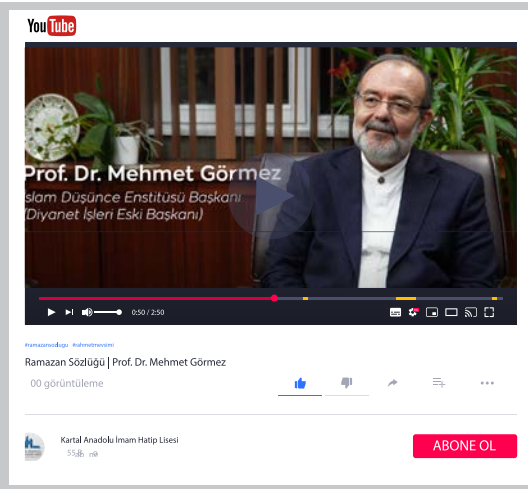 YouTube
Prof. Dr. Mehmet Görmez
İslam Düşünce Enstitüsü Başkanı
(Diyanet İşleri Eski Başkanı)
0:50 / 2:50
#ramazansozlugu #rahmetmevsimi
Ramazan Sözlüğü | Prof. Dr. Mehmet Görmez
00 görüntüleme
Kartal Anadolu İmam Hatip Lisesi
ABONE OL